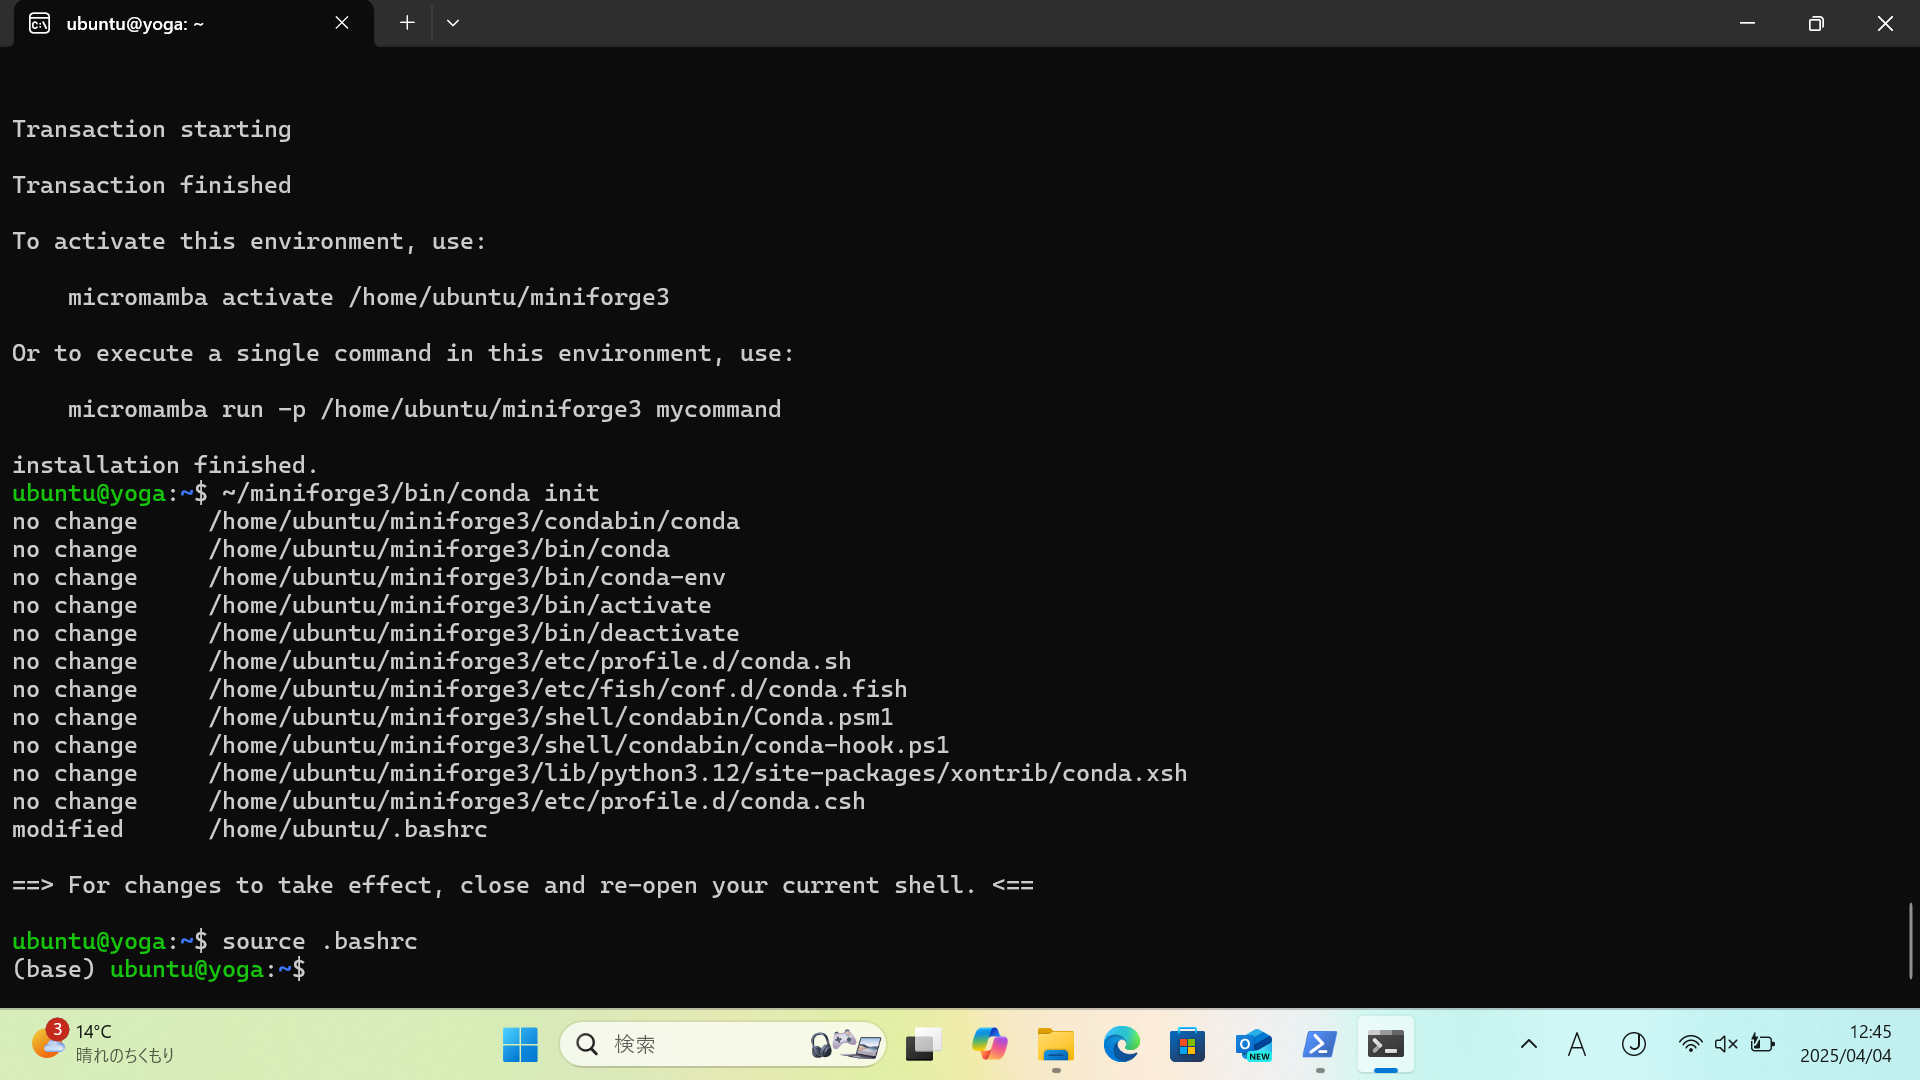 ubuntu@yoga: ~
Transaction starting
Transaction finished
To activate this environment, use:
micromamba activate /home/ubuntu/miniforge3
Or to execute a single command in this environment, use:
micromamba run -p /home/ubuntu/miniforge3 mycommand
installation finished.
ubuntu@yoga:~$ ~/miniforge3/bin/conda init
no change     /home/ubuntu/miniforge3/condabin/conda
no change     /home/ubuntu/miniforge3/bin/conda
no change     /home/ubuntu/miniforge3/bin/conda-env
no change     /home/ubuntu/miniforge3/bin/activate
no change     /home/ubuntu/miniforge3/bin/deactivate
no change     /home/ubuntu/miniforge3/etc/profile.d/conda.sh
no change     /home/ubuntu/miniforge3/etc/fish/conf.d/conda.fish
no change     /home/ubuntu/miniforge3/shell/condabin/Conda.psm1
no change     /home/ubuntu/miniforge3/shell/condabin/conda-hook.ps1
no change     /home/ubuntu/miniforge3/lib/python3.12/site-packages/xontrib/conda.xsh
no change     /home/ubuntu/miniforge3/etc/profile.d/conda.csh
modified      /home/ubuntu/.bashrc
==> For changes to take effect, close and re-open your current shell. <==
ubuntu@yoga:~$ source .bashrc
(base) ubuntu@yoga:~$
3
14°C
晴れのちくもり
検索
NEW
A
J
12:45
2025/04/04